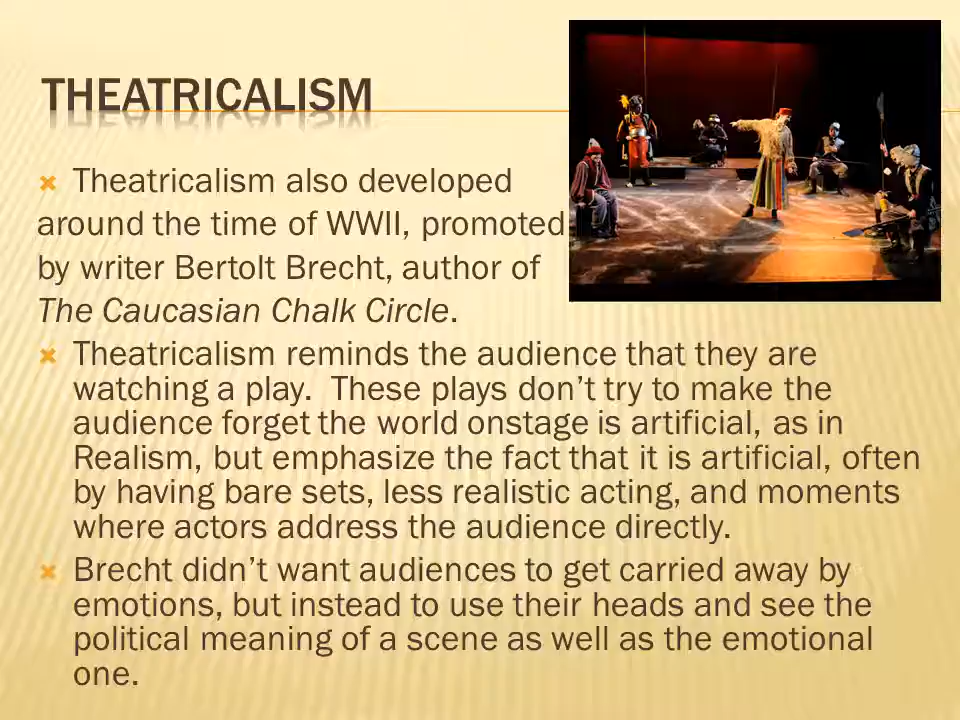 THEATRICALISM
Theatricalism also developed
around the time of WWII, promoted
by writer Bertolt Brecht, author of
The Caucasian Chalk Circle.
Theatricalism reminds the audience that they are
watching a play.  These plays don’t try to make the
audience forget the world onstage is artificial, as in
Realism, but emphasize the fact that it is artificial, often
by having bare sets, less realistic acting, and moments
where actors address the audience directly.
Brecht didn’t want audiences to get carried away by
emotions, but instead to use their heads and see the
political meaning of a scene as well as the emotional
one.